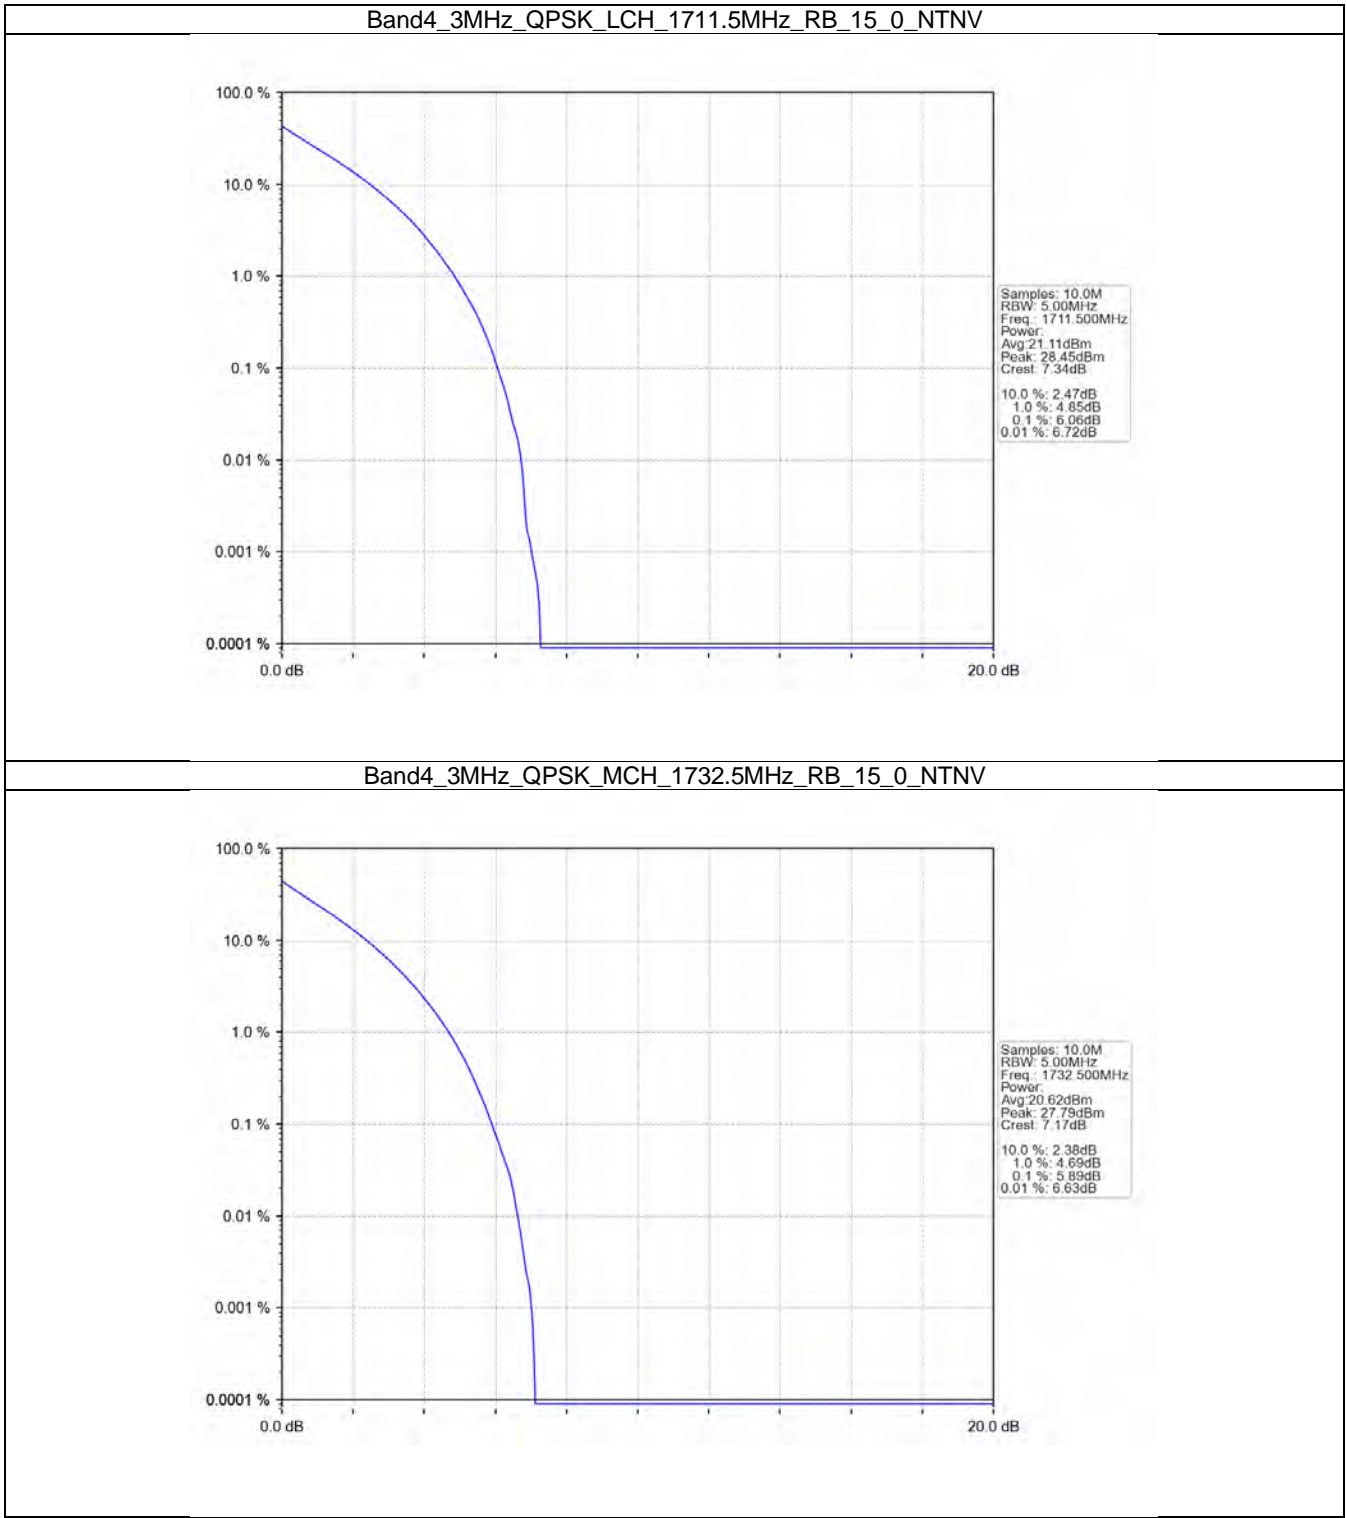 Band4_3MHz_QPSK_LCH_1711.5MHz_RB_15_0_NTNV
100.0 %
10.0 %
1.0 %
0.1 %
0.01 %
0.001 %
0.0001 %
0.0 dB
20.0 dB
Samples: 10.0M
RBW: 5.00MHz
Freq.: 1711.500MHz
Power:
Avg:21.11dBm
Peak: 28.45dBm
Crest: 7.34dB
10.0 %: 2.47dB
1.0 %: 4.85dB
0.1 %: 6.06dB
0.01 %: 6.72dB
Band4_3MHz_QPSK_MCH_1732.5MHz_RB_15_0_NTNV
100.0 %
10.0 %
1.0 %
0.1 %
0.01 %
0.001 %
0.0001 %
0.0 dB
20.0 dB
Samples: 10.0M
RBW: 5.00MHz
Freq.: 1732.500MHz
Power:
Avg:20.62dBm
Peak: 27.79dBm
Crest: 7.17dB
10.0 %: 2.38dB
1.0 %: 4.69dB
0.1 %: 5.89dB
0.01 %: 6.63dB